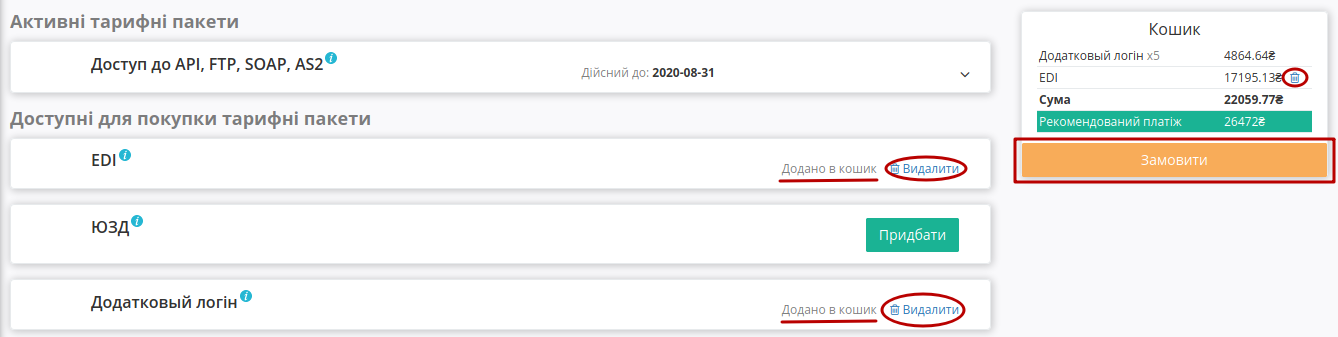 Активні тарифні пакети
Доступ до API, FTP, SOAP, AS2
Дійсний до: 2020-08-31
Доступні для покупки тарифні пакети
EDI
Додано в кошик Видалити
ЮЗД
Придбати
Додатковый логін
Додано в кошик Видалити
Кошик
Додатковый логін x5 4864.64₴
EDI 17195.13₴
Сума 22059.77₴
Рекомендований платіж 26472₴
Замовити